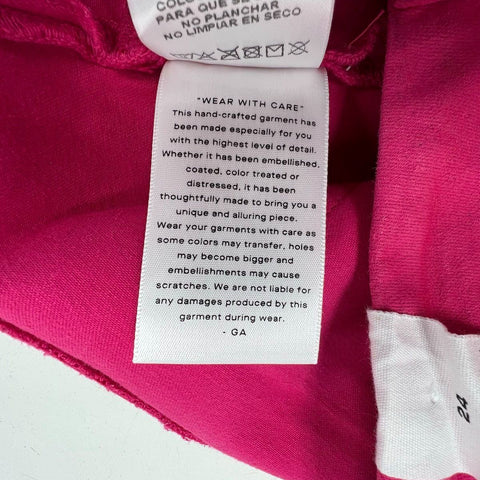 PARA QUE SE
NO PLANCHAR
NO LIMPIAR EN SECO
"WEAR WITH CARE"
This hand-crafted garment has
been made especially for you
with the highest level of detail.
Whether it has been embellished,
coated, color treated or
distressed, it has been
thoughtfully made to bring you a
unique and alluring piece.
Wear your garments with care as
some colors may transfer, holes
may become bigger and
embellishments may cause
scratches. We are not liable for
any damages produced by this
garment during wear.
- GA
24